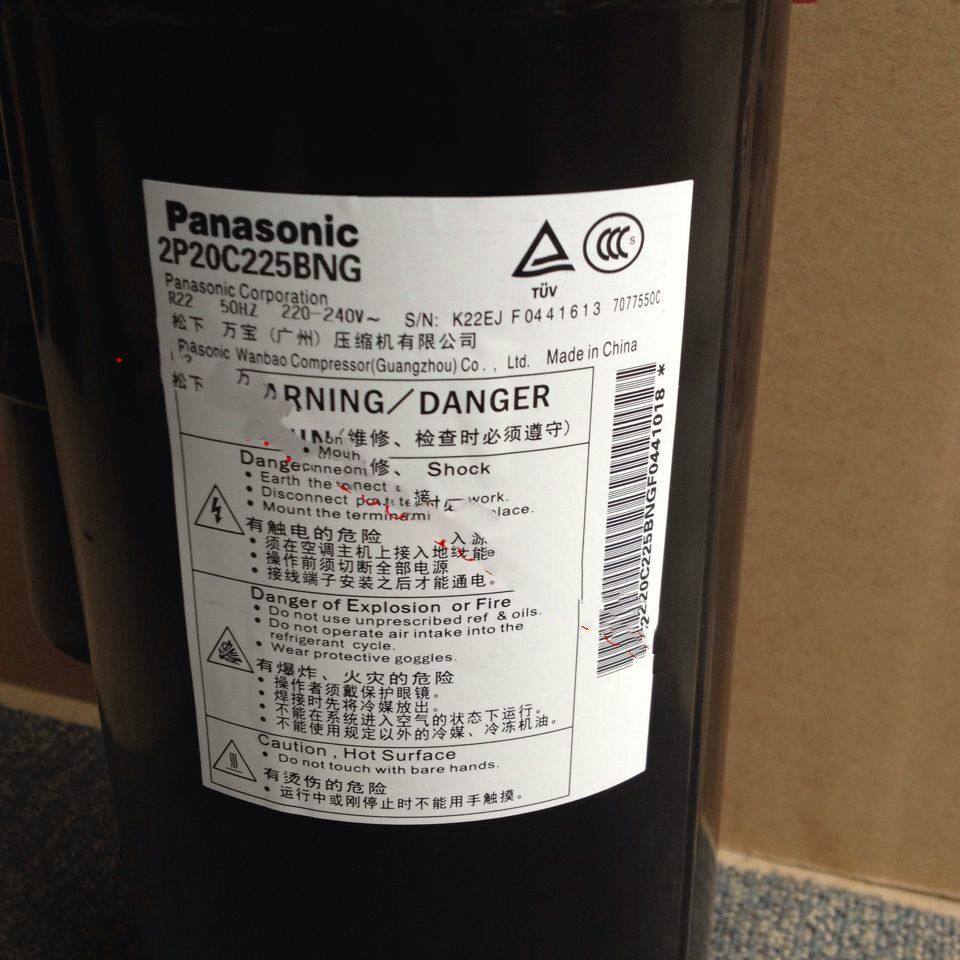 Panasonic
2P20C225BNG
TÜV
CCC S
Panasonic Corporation
R22 50HZ 220-240V~ S/N: K22EJ F0441613 7077550C
松下 万宝（广州）压缩机有限公司
Wanbao Compressor(Guangzhou) Co., Ltd. Made in China
松下 万
RNING/DANGER
(维修、检查时必须遵守)
修、 Shock
• Earth the
• Disconnect work.
• Mount the
有触电的危险
• 须在空调主机上接入地线
• 操作前须切断全部电源
• 接线端子安装之后才能通电。
Danger of Explosion or Fire
• Do not use unprescribed ref & oils.
• Do not operate air intake into the
refrigerant cycle.
• Wear protective goggles.
有爆炸、火灾的危险
• 操作者须戴保护眼镜。
• 焊接时先将冷媒放出。
• 不能在系统进入空气的状态下运行。
• 不能使用规定以外的冷媒、冷冻机油。
Caution, Hot Surface
• Do not touch with bare hands.
有烫伤的危险
• 运行中或刚停止时不能用手触摸。
2220C225BNGF0441018 *